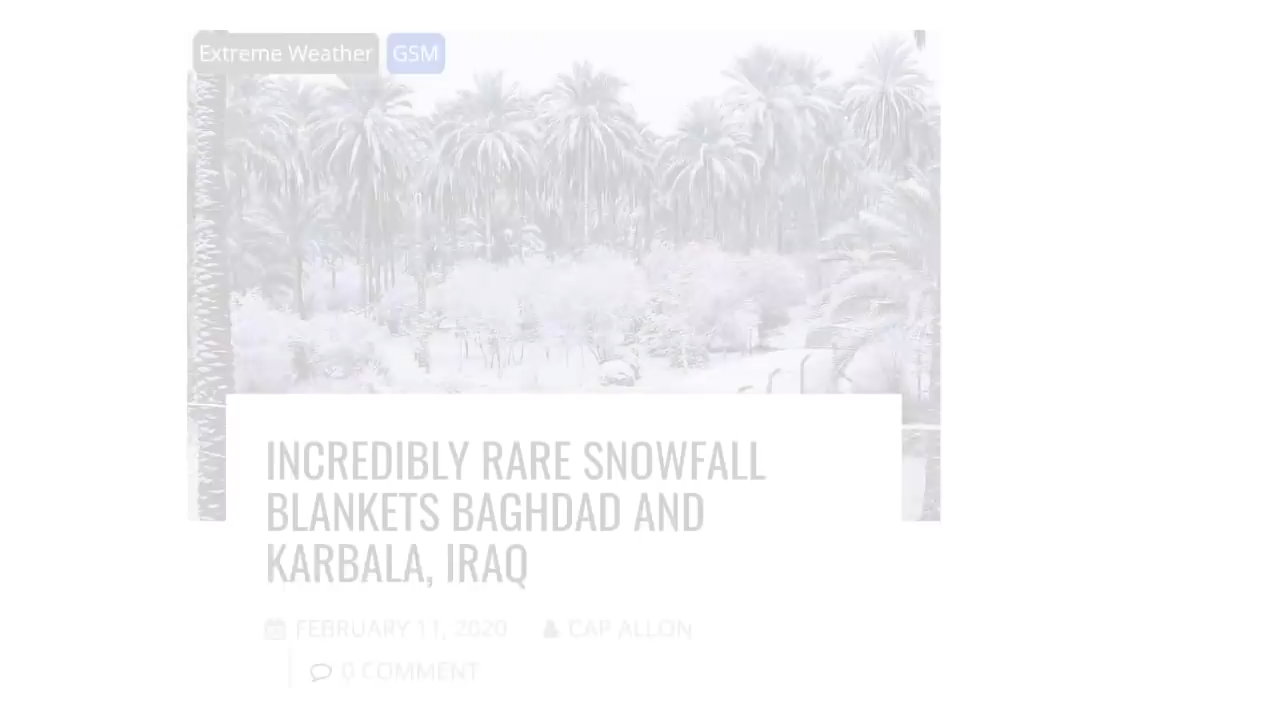 Extreme Weather GSM
INCREDIBLY RARE SNOWFALL
BLANKETS BAGHDAD AND
KARBALA, IRAQ
FEBRUARY 11, 2020 CAP ALLON
0 COMMENT